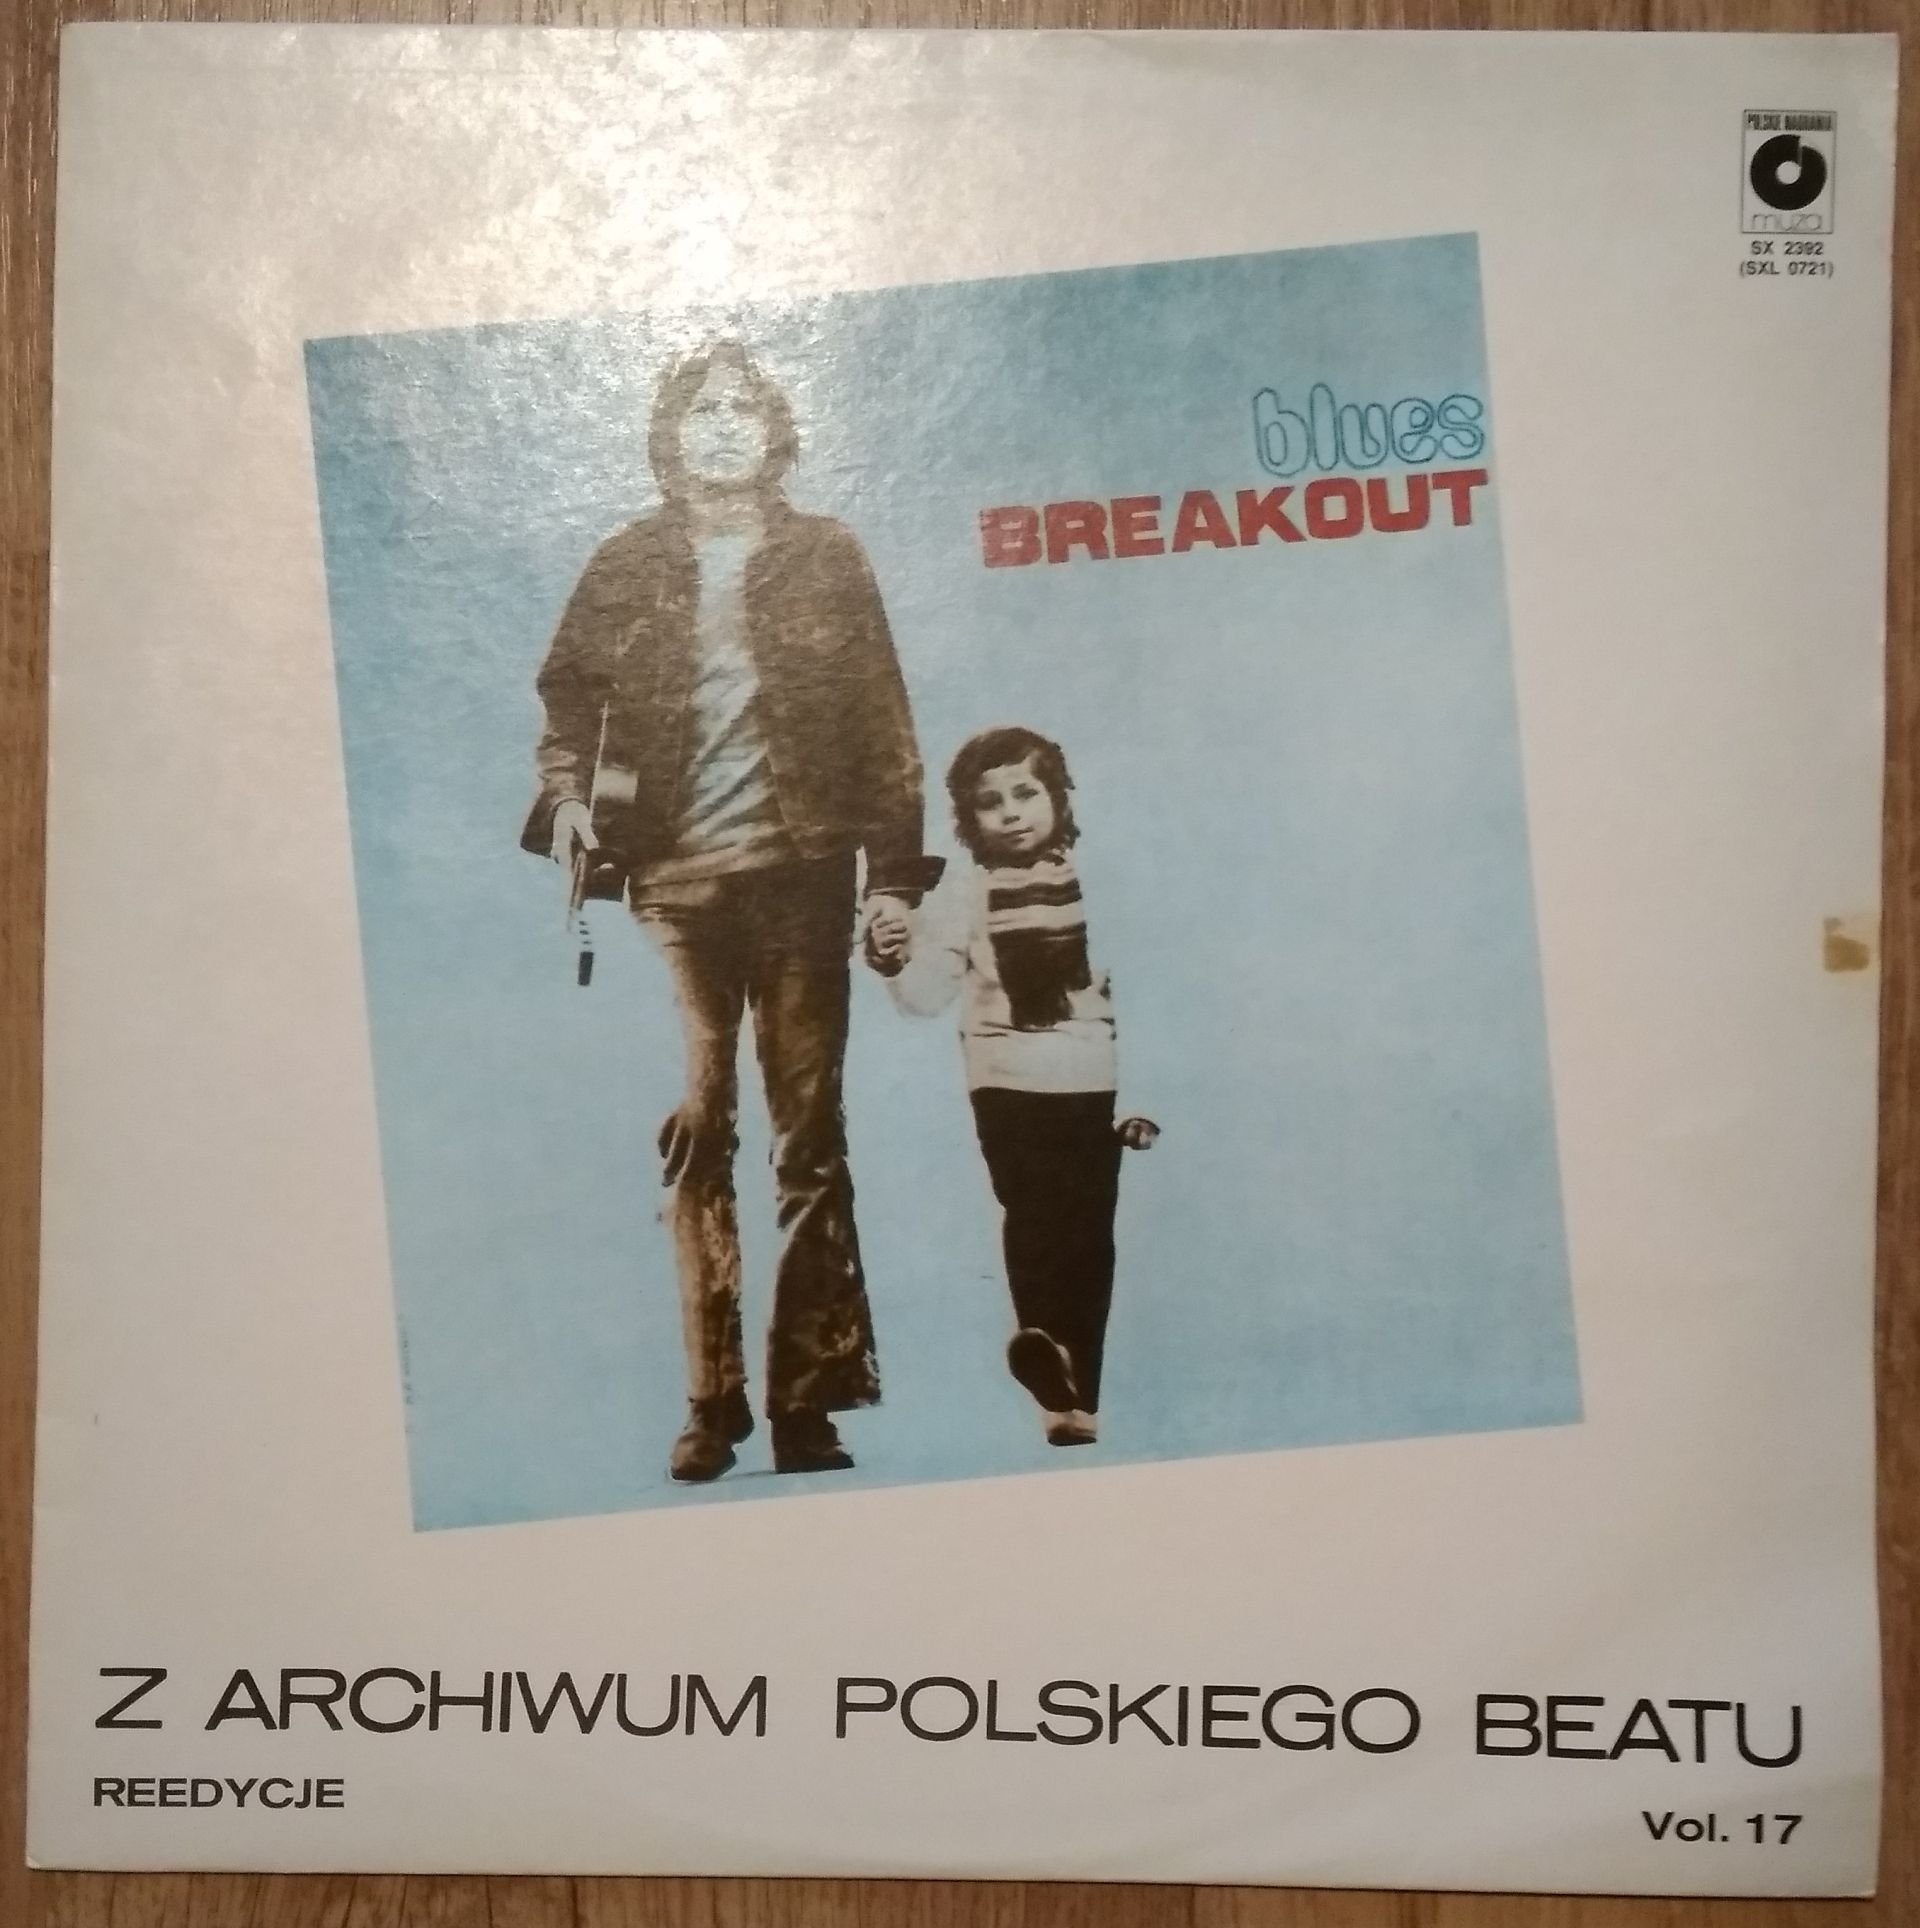 POLSKIE NAGRANIA
muza
SX 2392
(SXL 0721)
blues
BREAKOUT
Z ARCHIWUM POLSKIEGO BEATU
REEDYCJE
Vol. 17